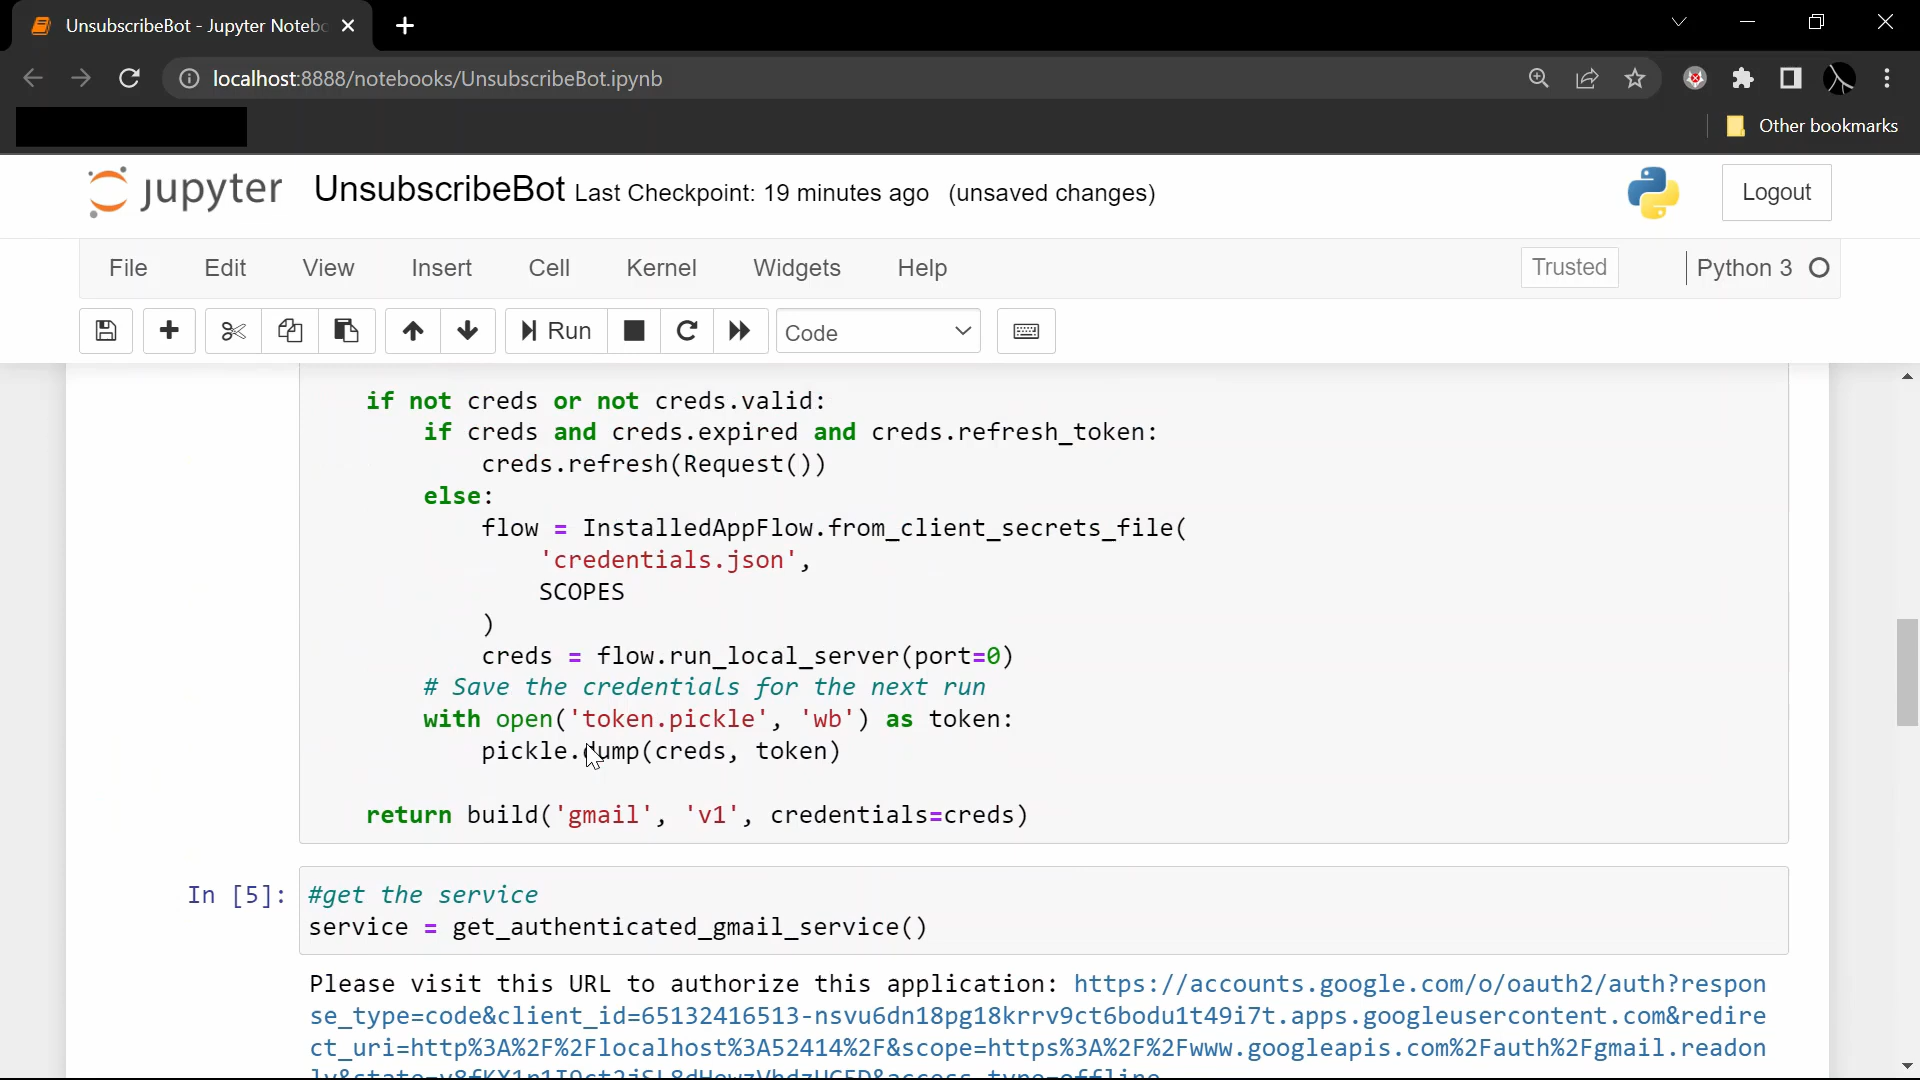 UnsubscribeBot - Jupyter Notebo
localhost:8888/notebooks/UnsubscribeBot.ipynb
Other bookmarks
jupyter UnsubscribeBot Last Checkpoint: 19 minutes ago (unsaved changes)
Logout
File Edit View Insert Cell Kernel Widgets Help Trusted Python 3
Run Code
if not creds or not creds.valid:
if creds and creds.expired and creds.refresh_token:
creds.refresh(Request())
else:
flow = InstalledAppFlow.from_client_secrets_file(
'credentials.json',
SCOPES
)
creds = flow.run_local_server(port=0)
# Save the credentials for the next run
with open('token.pickle', 'wb') as token:
pickle.dump(creds, token)
return build('gmail', 'v1', credentials=creds)
In [5]: #get the service
service = get_authenticated_gmail_service()
Please visit this URL to authorize this application: https://accounts.google.com/o/oauth2/auth?respon
se_type=code&client_id=65132416513-nsvu6dn18pg18krrv9ct6bodu1t49i7t.apps.googleusercontent.com&redire
ct_uri=http%3A%2F%2Flocalhost%3A52414%2F&scope=https%3A%2F%2Fwww.googleapis.com%2Fauth%2Fgmail.readon